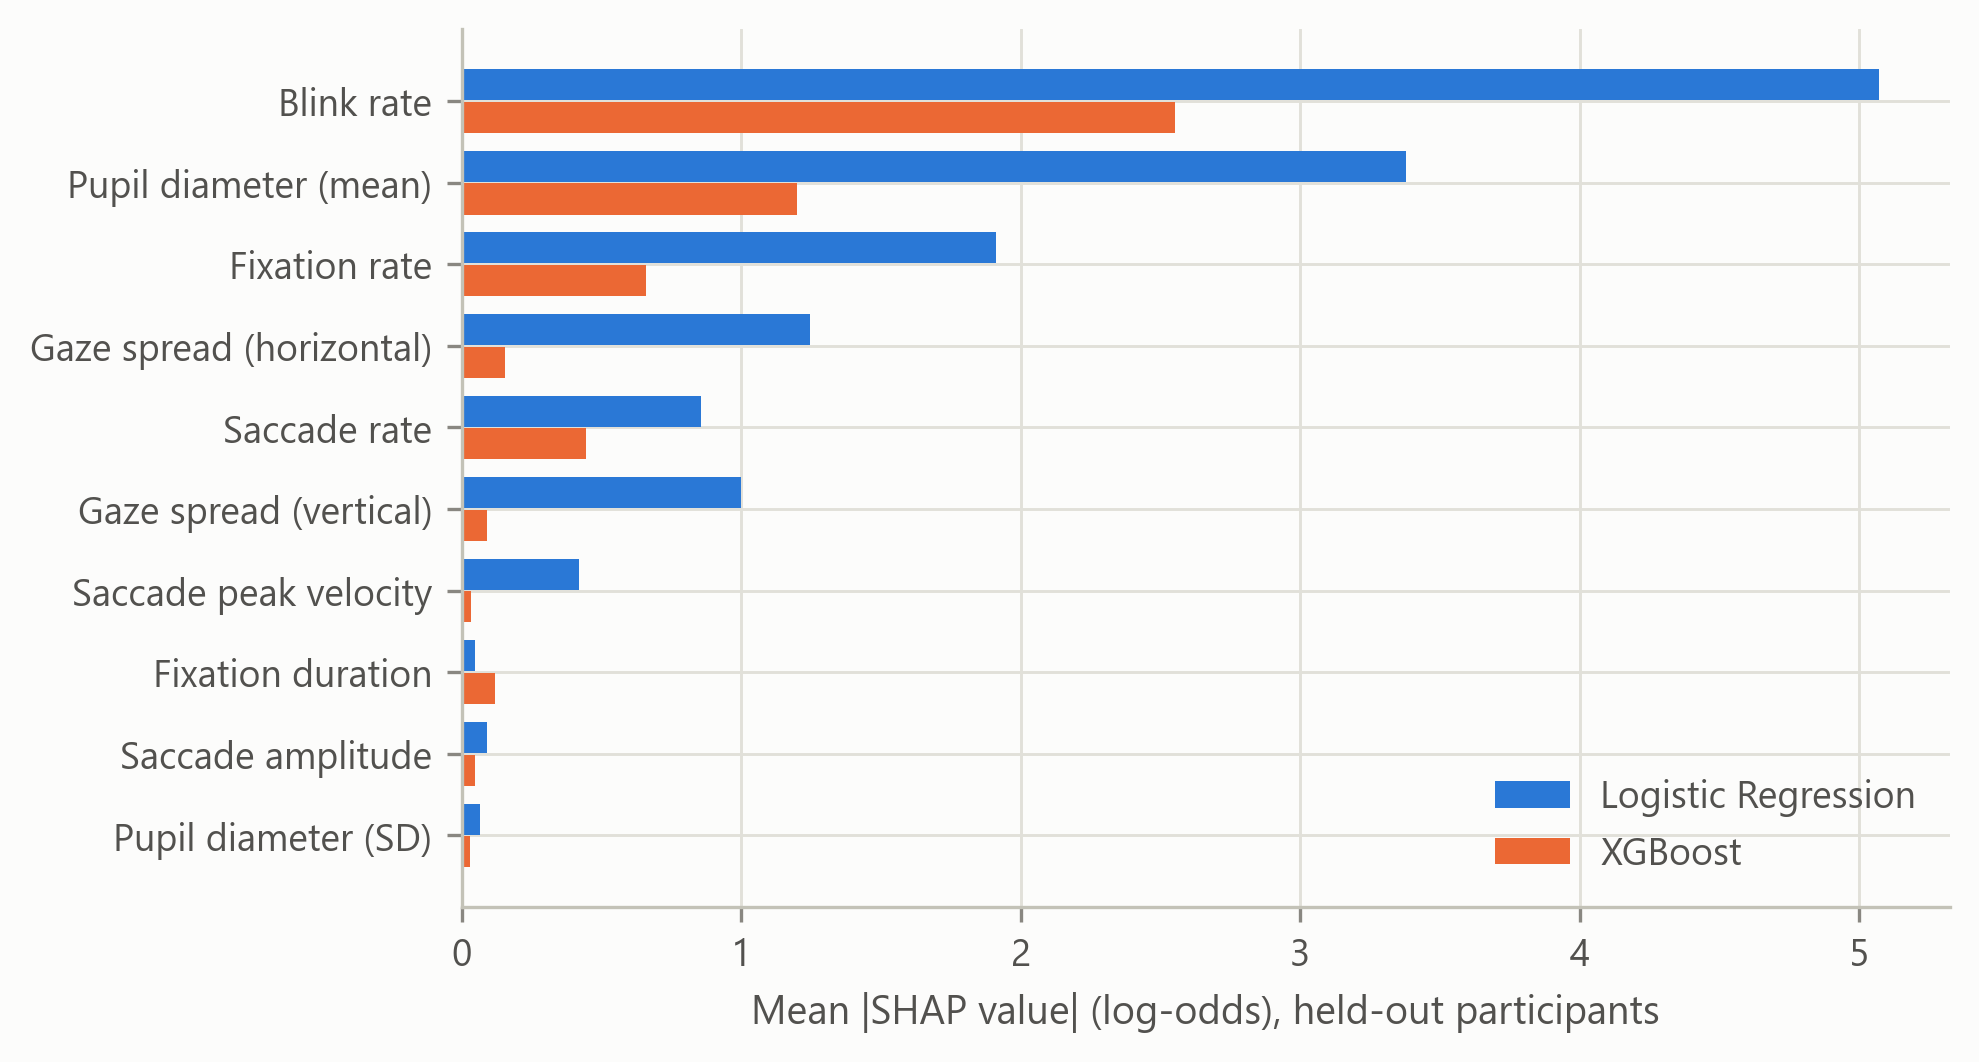 Blink rate
Pupil diameter (mean)
Fixation rate
Gaze spread (horizontal)
Saccade rate
Gaze spread (vertical)
Saccade peak velocity
Fixation duration
Saccade amplitude
Pupil diameter (SD)
Logistic Regression
XGBoost
0 1 2 3 4 5
Mean |SHAP value| (log-odds), held-out participants